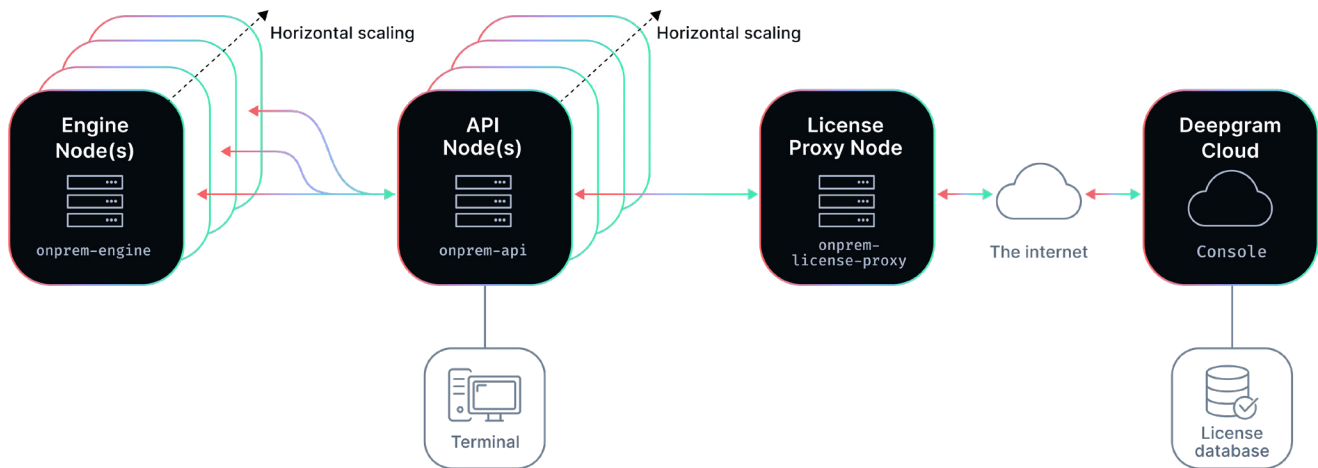 Horizontal scaling
Horizontal scaling
Engine
Node(s)
onprem-engine
API
Node(s)
onprem-api
License
Proxy Node
onprem-
license-proxy
The internet
Deepgram
Cloud
Console
Terminal
License
database